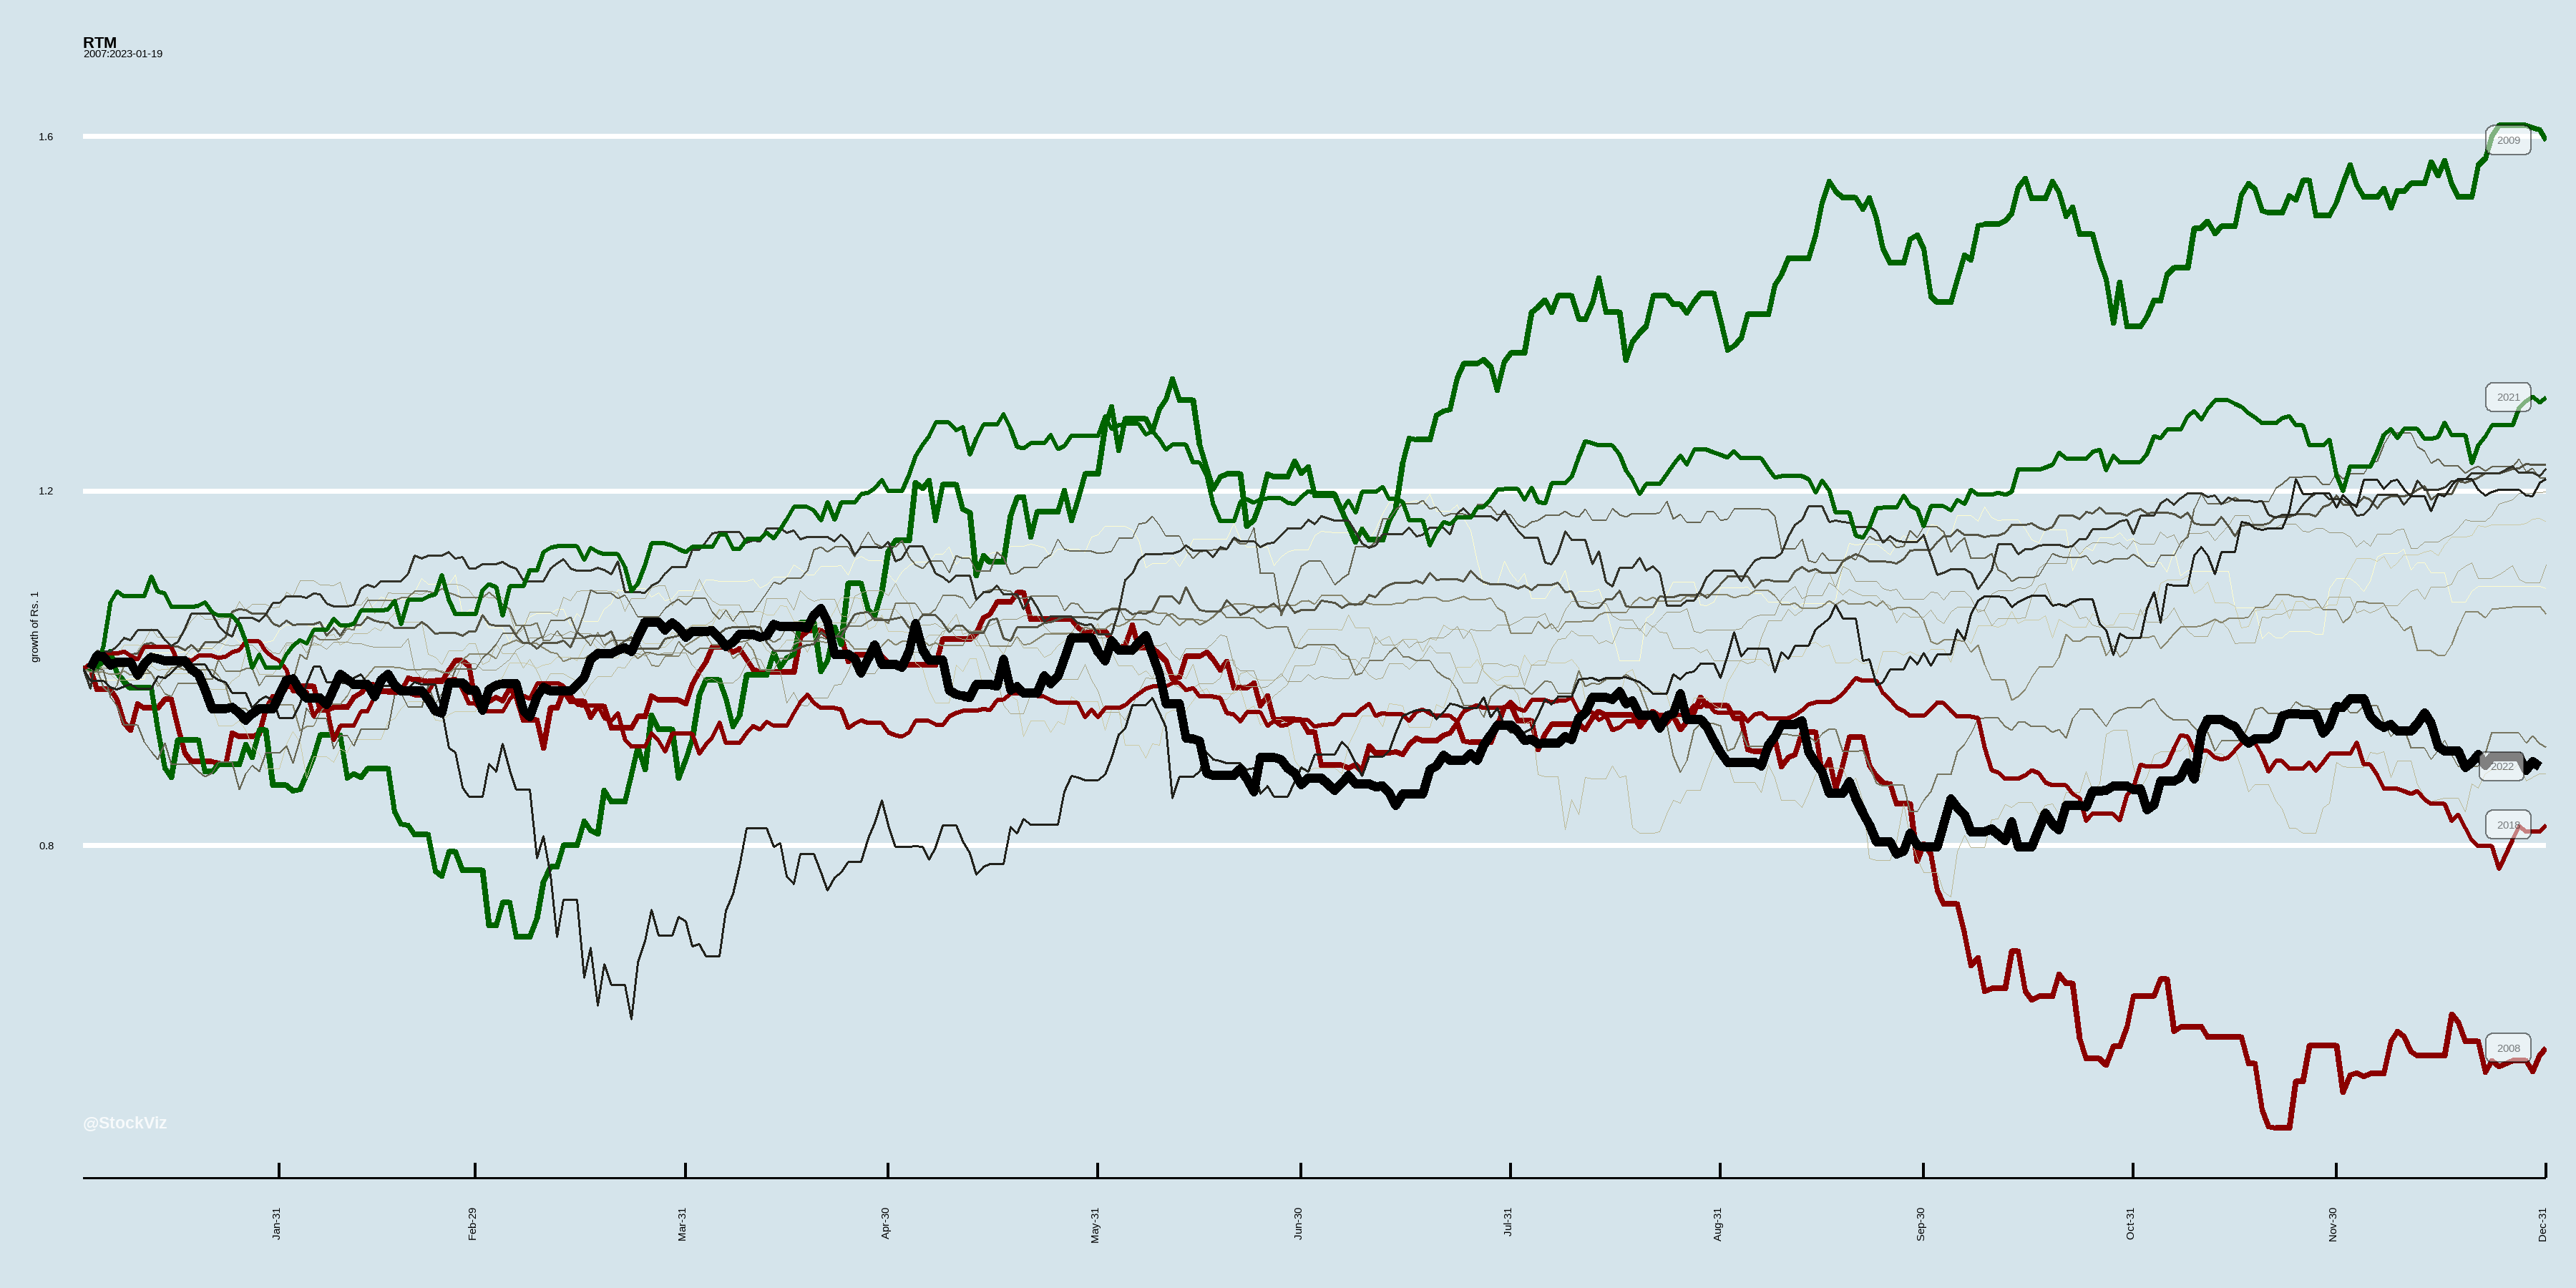 RTM
2007:2023-01-19
1.6
2009
2021
1.2
growth of Rs. 1
2022
2018
0.8
2008
@StockViz
Jan-31
Feb-29
Mar-31
Apr-30
May-31
Jun-30
Jul-31
Aug-31
Sep-30
Oct-31
Nov-30
Dec-31